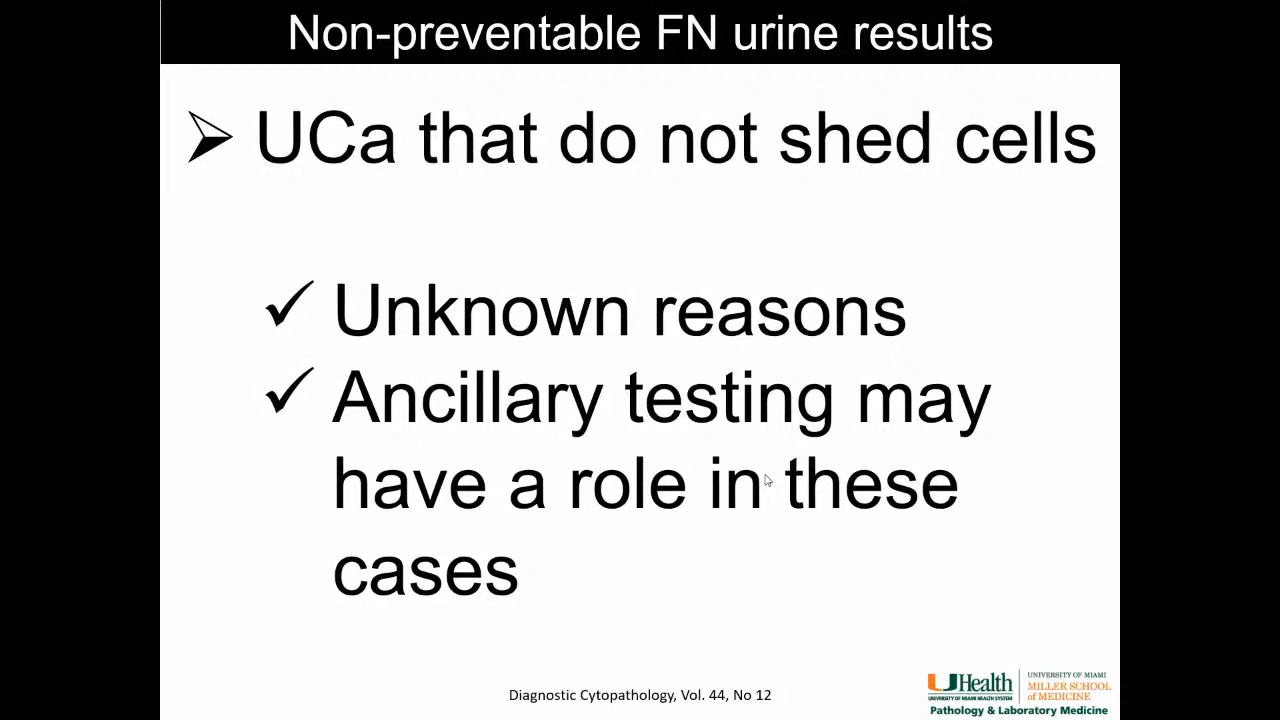 Non-preventable FN urine results
➢ UCa that do not shed cells
✓ Unknown reasons
✓ Ancillary testing may
have a role in these
cases
Diagnostic Cytopathology, Vol. 44, No 12
UHealth
UNIVERSITY OF MIAMI HEALTH SYSTEM
UNIVERSITY OF MIAMI
MILLER SCHOOL
of MEDICINE
Pathology & Laboratory Medicine